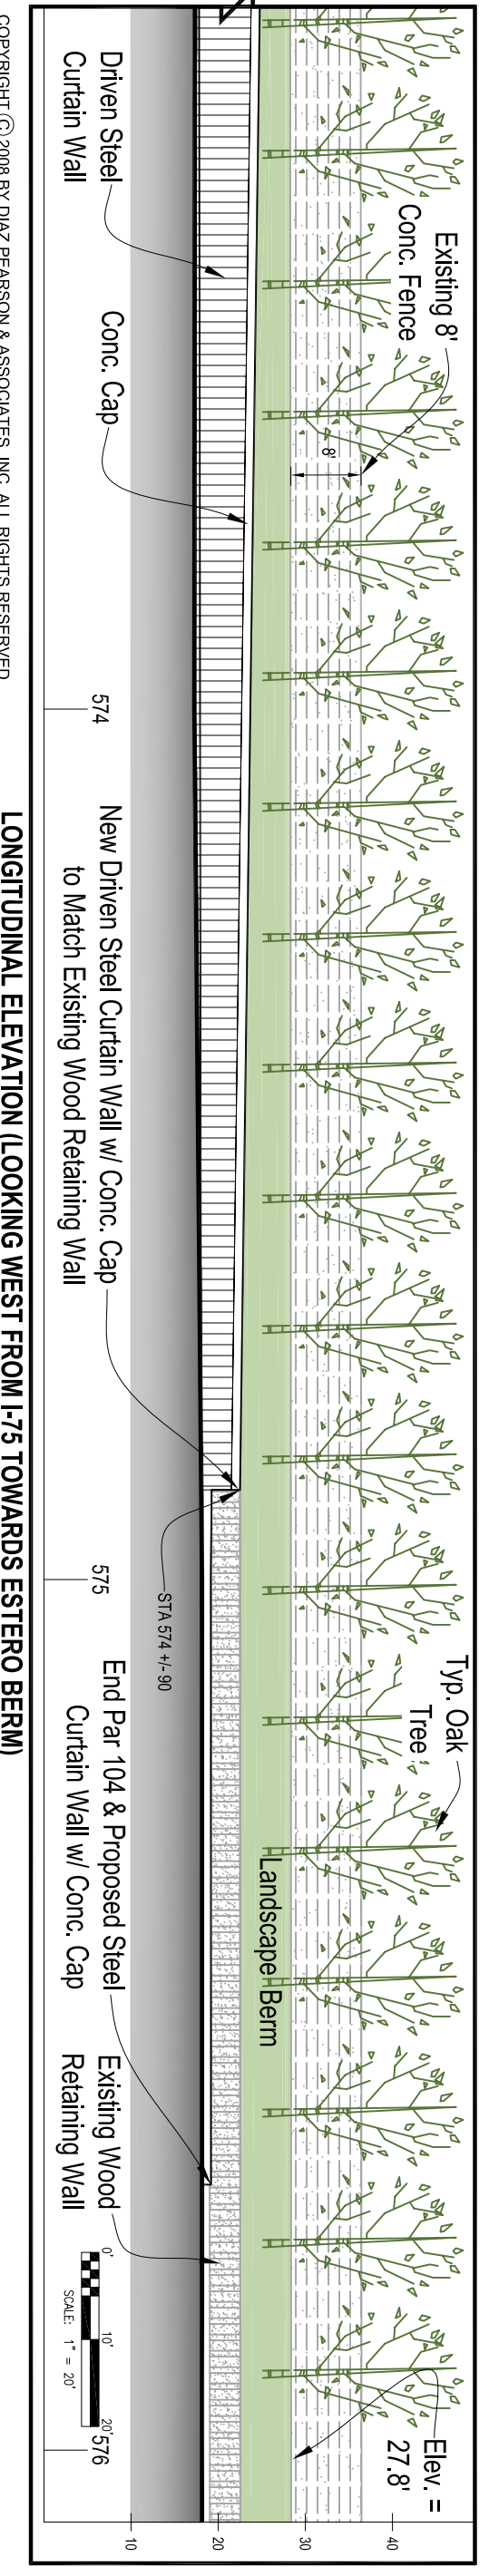 Existing 8'
Conc. Fence
8'
Typ. Oak
Tree
Elev. =
27.8'
Landscape Berm
Driven Steel
Curtain Wall
Conc. Cap
New Driven Steel Curtain Wall w/ Conc. Cap
to Match Existing Wood Retaining Wall
STA 574 +/- 90
End Par 104 & Proposed Steel
Curtain Wall w/ Conc. Cap
Existing Wood
Retaining Wall
574
575
576
0'
10'
20'
SCALE: 1" = 20'
40
30
20
10
LONGITUDINAL ELEVATION (LOOKING WEST FROM I-75 TOWARDS ESTERO BERM)
COPYRIGHT © 2008 BY DIAZ PEARSON & ASSOCIATES, INC. ALL RIGHTS RESERVED